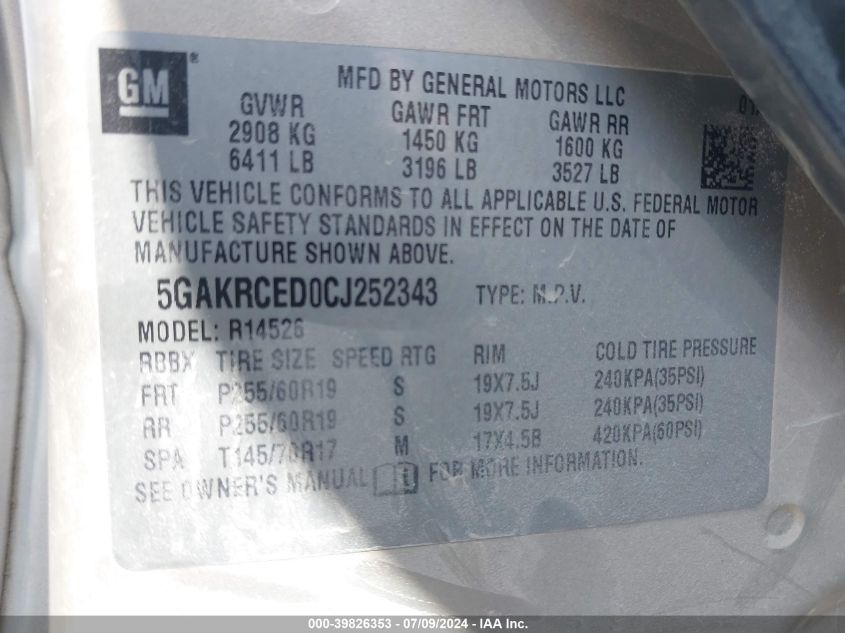 GM ®
MFD BY GENERAL MOTORS LLC
GVWR GAWR FRT GAWR RR
2908 KG 1450 KG 1600 KG
6411 LB 3196 LB 3527 LB
THIS VEHICLE CONFORMS TO ALL APPLICABLE U.S. FEDERAL MOTOR
VEHICLE SAFETY STANDARDS IN EFFECT ON THE DATE OF
MANUFACTURE SHOWN ABOVE.
5GAKRCED0CJ252343 TYPE: M.P.V.
MODEL: R14526
RBBX TIRE SIZE SPEED RTG RIM COLD TIRE PRESSURE
FRT P255/60R19 S 19X7.5J 240KPA(35PSI)
RR P255/60R19 S 19X7.5J 240KPA(35PSI)
SPA T145/70R17 M 17X4.5B 420KPA(60PSI)
SEE OWNER'S MANUAL FOR MORE INFORMATION.
000-39826353 - 07/09/2024 - IAA Inc.